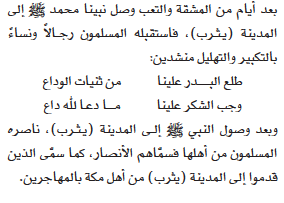 بعد أيام من المشقة والتعب وصل نبينا محمد ﷺ إلى
المدينة (يثرب)، فاستقبله المسلمون رجالاً ونساءً
بالتكبير والتهليل منشدين:
طلع البـــدر علينا من ثنيات الوداع
وجب الشكر علينا مـــا دعـا لله داع
وبعد وصول النبي ﷺ إلى المدينة (يثرب)، ناصره
المسلمون من أهلها فسمّاهم الأنصار، كما سمّى الذين
قدموا إلى المدينة (يثرب) من أهل مكة بالمهاجرين.